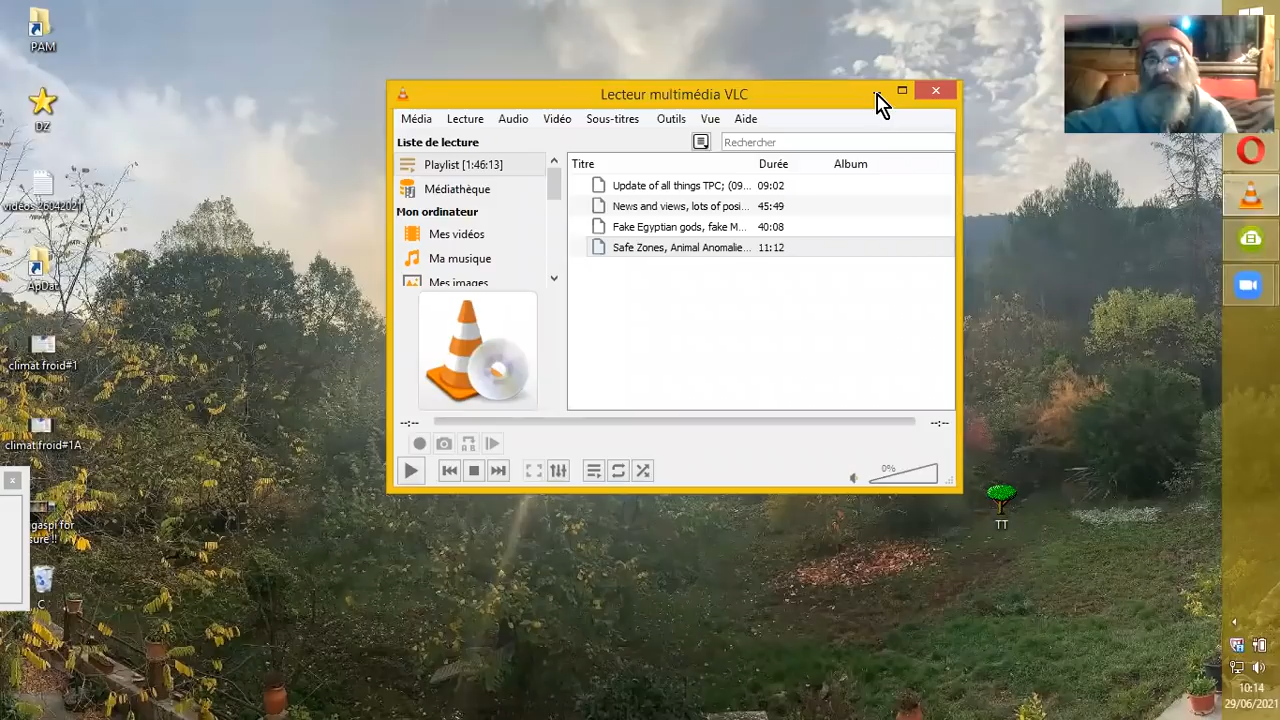 PAM
DZ
videos_26042021
ApDat
climat froid#1
climat froid#1A
gaspi for
sure !!
C
Lecteur multimédia VLC
Média Lecture Audio Vidéo Sous-titres Outils Vue Aide
Liste de lecture
Rechercher
Playlist [1:46:13]
Médiathèque
Mon ordinateur
Mes vidéos
Ma musique
Mes images
Titre Durée Album
Update of all things TPC; (09... 09:02
News and views, lots of posi... 45:49
Fake Egyptian gods, fake M... 40:08
Safe Zones, Animal Anomalie... 11:12
--:-- --:--
0%
TT
10:14
29/06/2021